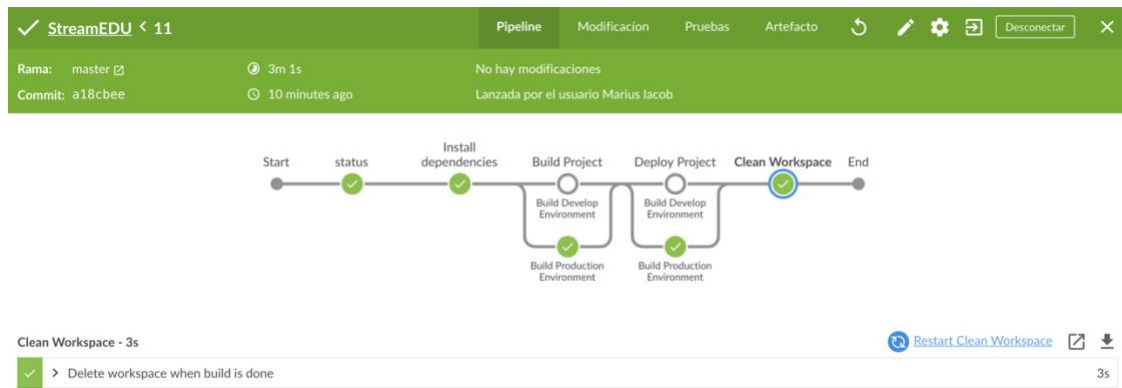 StreamEDU < 11
Pipeline Modificacíon Pruebas Artefacto Desconectar
Rama: master 3m 1s No hay modificaciones
Commit: a18cbee 10 minutes ago Lanzada por el usuario Marius Iacob
Install
Start status dependencies Build Project Deploy Project Clean Workspace End
Build Develop Build Develop
Environment Environment
Build Production Build Production
Environment Environment
Clean Workspace - 3s Restart Clean Workspace
> Delete workspace when build is done 3s